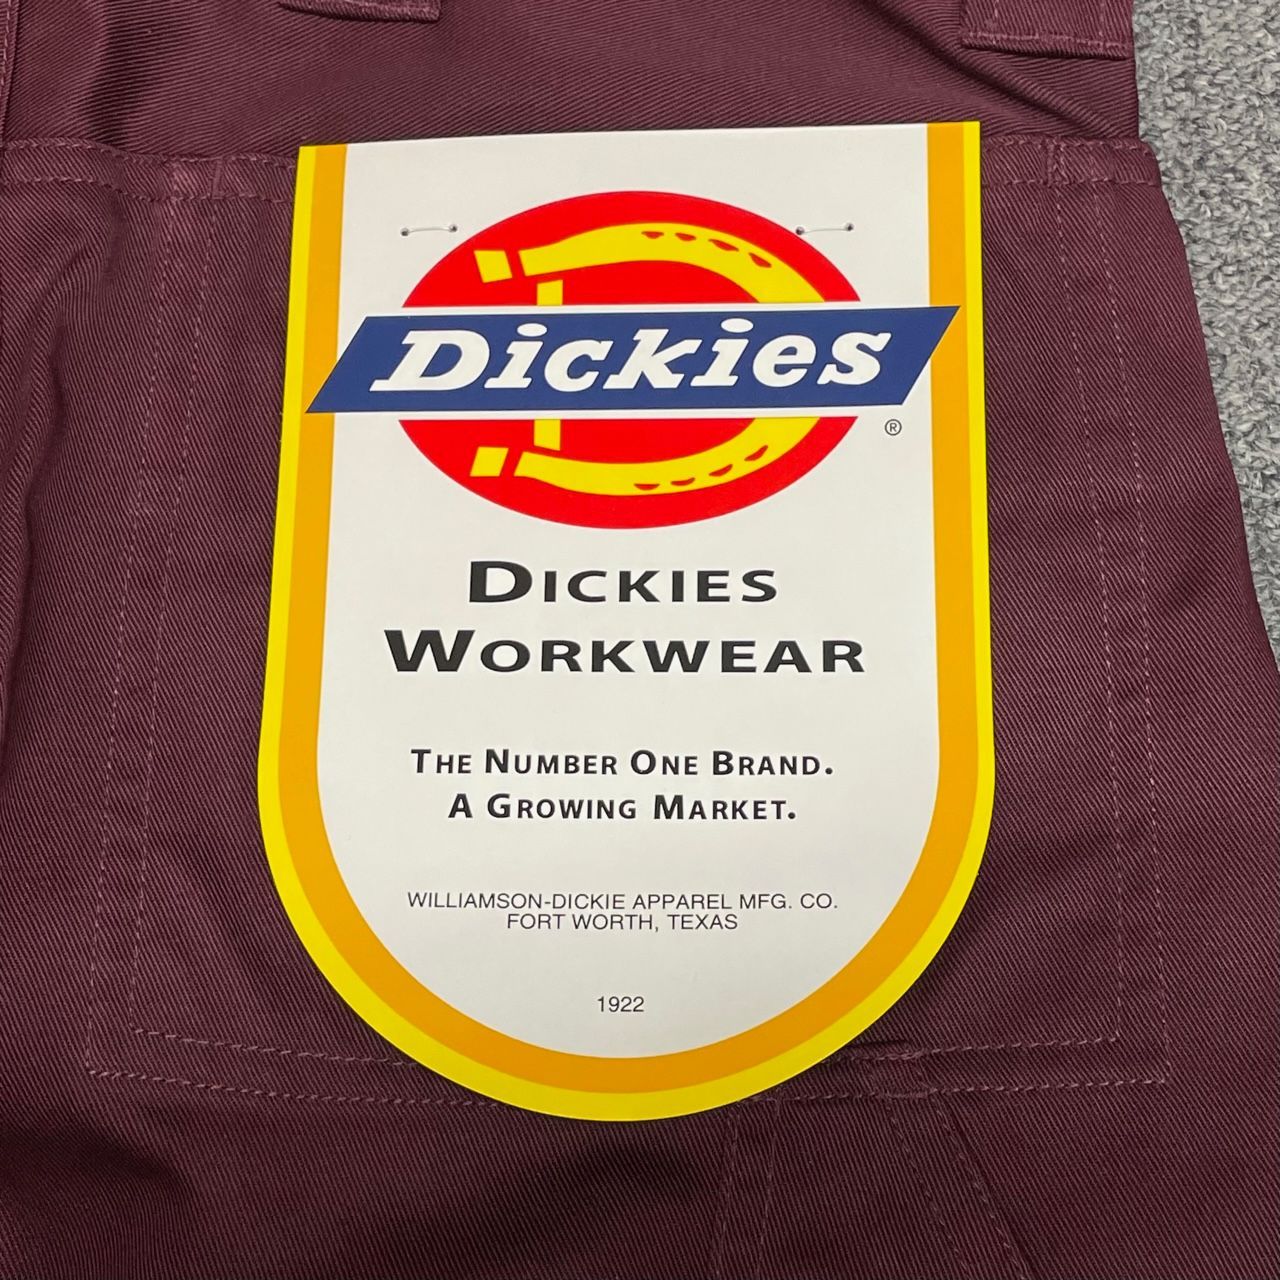 Dickies
®
DICKIES
WORKWEAR
THE NUMBER ONE BRAND.
A GROWING MARKET.
WILLIAMSON-DICKIE APPAREL MFG. CO.
FORT WORTH, TEXAS
1922